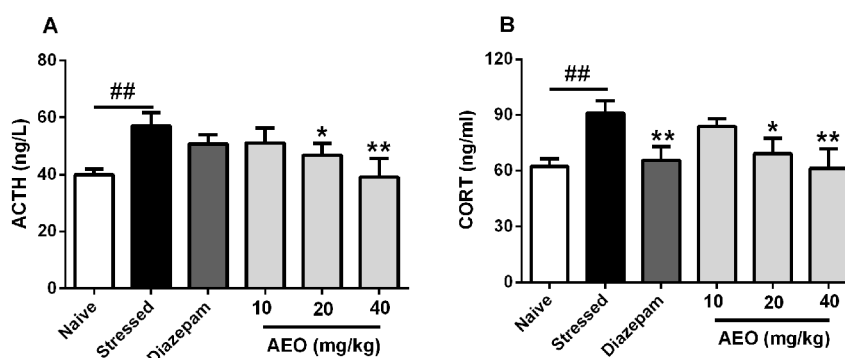 A
ACTH (ng/L)
80
60
40
20
0
##
*
**
Naive
Stressed
Diazepam
10 20 40
AEO (mg/kg)
B
CORT (ng/ml)
120
90
60
30
0
##
**
*
**
Naive
Stressed
Diazepam
10 20 40
AEO (mg/kg)